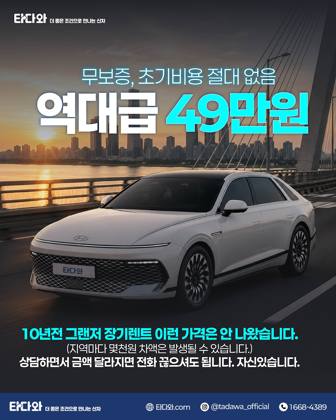 타다와 더 좋은 조건으로 만나는 신차
무보증, 초기비용 절대 없음
역대급 49만원
타다와
10년전 그랜저 장기렌트 이런 가격은 안 나왔습니다.
(지역마다 몇천원 차액은 발생될 수 있습니다.)
상담하면서 금액 달라지면 전화 끊으셔도 됩니다. 자신있습니다.
타다와 더 좋은 조건으로 만나는 신차 타다와.com @tadawa_official 1668-4389